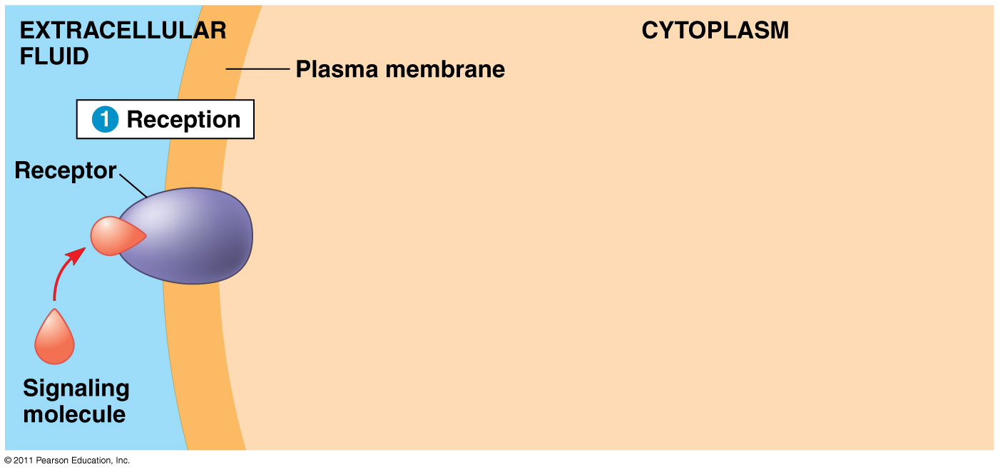 EXTRACELLULAR
FLUID
CYTOPLASM
Plasma membrane
1 Reception
Receptor
Signaling
molecule
© 2011 Pearson Education, Inc.